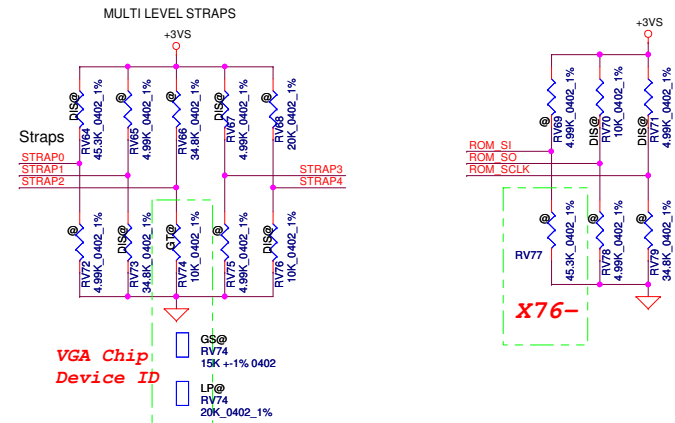 MULTI LEVEL STRAPS
+3VS
+3VS
DIS@
RV64
45.3K_0402_1%
@
RV65
4.99K_0402_1%
@
RV66
34.8K_0402_1%
DIS@
RV67
4.99K_0402_1%
@
RV68
20K_0402_1%
@
RV69
4.99K_0402_1%
DIS@
RV70
10K_0402_1%
DIS@
RV71
4.99K_0402_1%
Straps
STRAP0
STRAP1
STRAP2
STRAP3
STRAP4
ROM_SI
ROM_SO
ROM_SCLK
@
RV72
4.99K_0402_1%
DIS@
RV73
34.8K_0402_1%
GT@
RV74
10K_0402_1%
@
RV75
4.99K_0402_1%
DIS@
RV76
10K_0402_1%
@
RV77
45.3K_0402_1%
@
RV78
4.99K_0402_1%
@
RV79
34.8K_0402_1%
X76-
VGA Chip
Device ID
GS@
RV74
15K +-1% 0402
LP@
RV74
20K_0402_1%